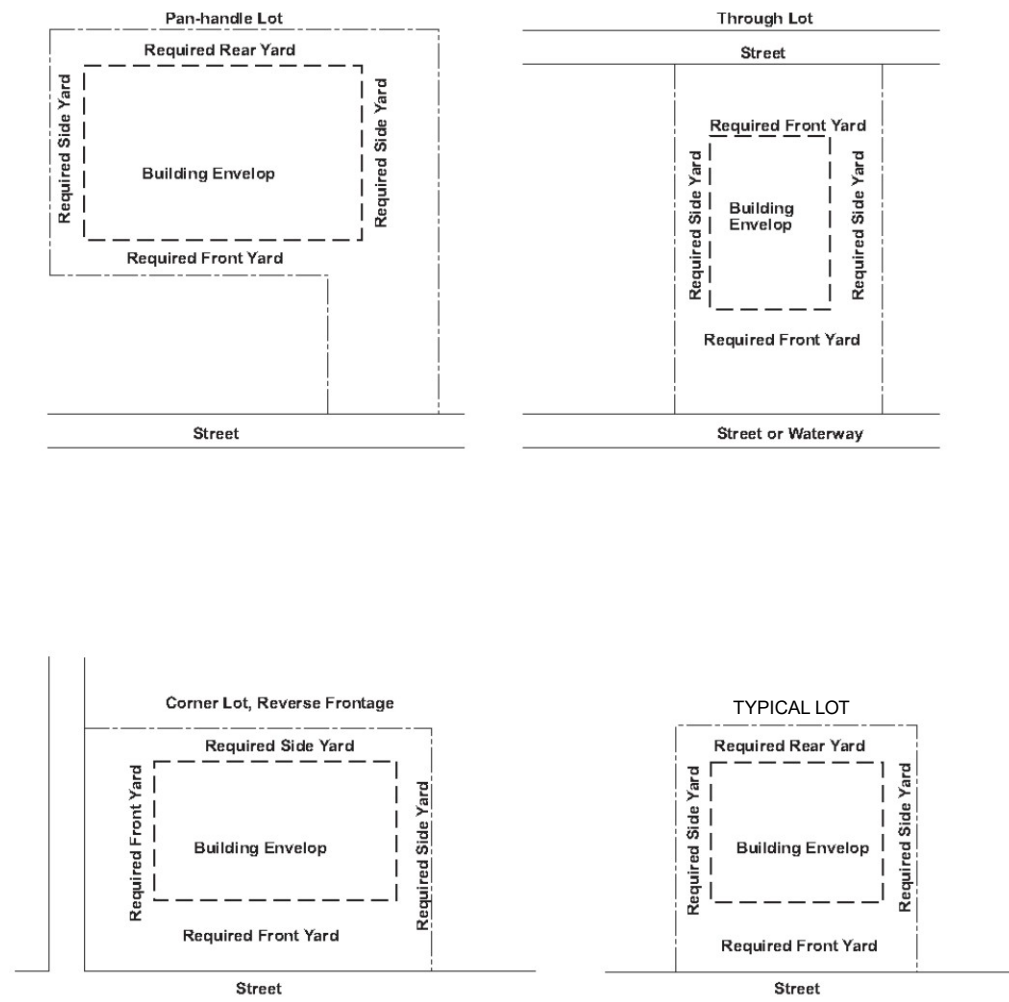 Pan-handle Lot
Required Rear Yard
Required Side Yard
Building Envelop
Required Side Yard
Required Front Yard
Street
Through Lot
Street
Required Front Yard
Required Side Yard
Building
Envelop
Required Side Yard
Required Front Yard
Street or Waterway
Corner Lot, Reverse Frontage
Required Side Yard
Required Front Yard
Building Envelop
Required Side Yard
Required Front Yard
Street
TYPICAL LOT
Required Rear Yard
Required Side Yard
Building Envelop
Required Side Yard
Required Front Yard
Street